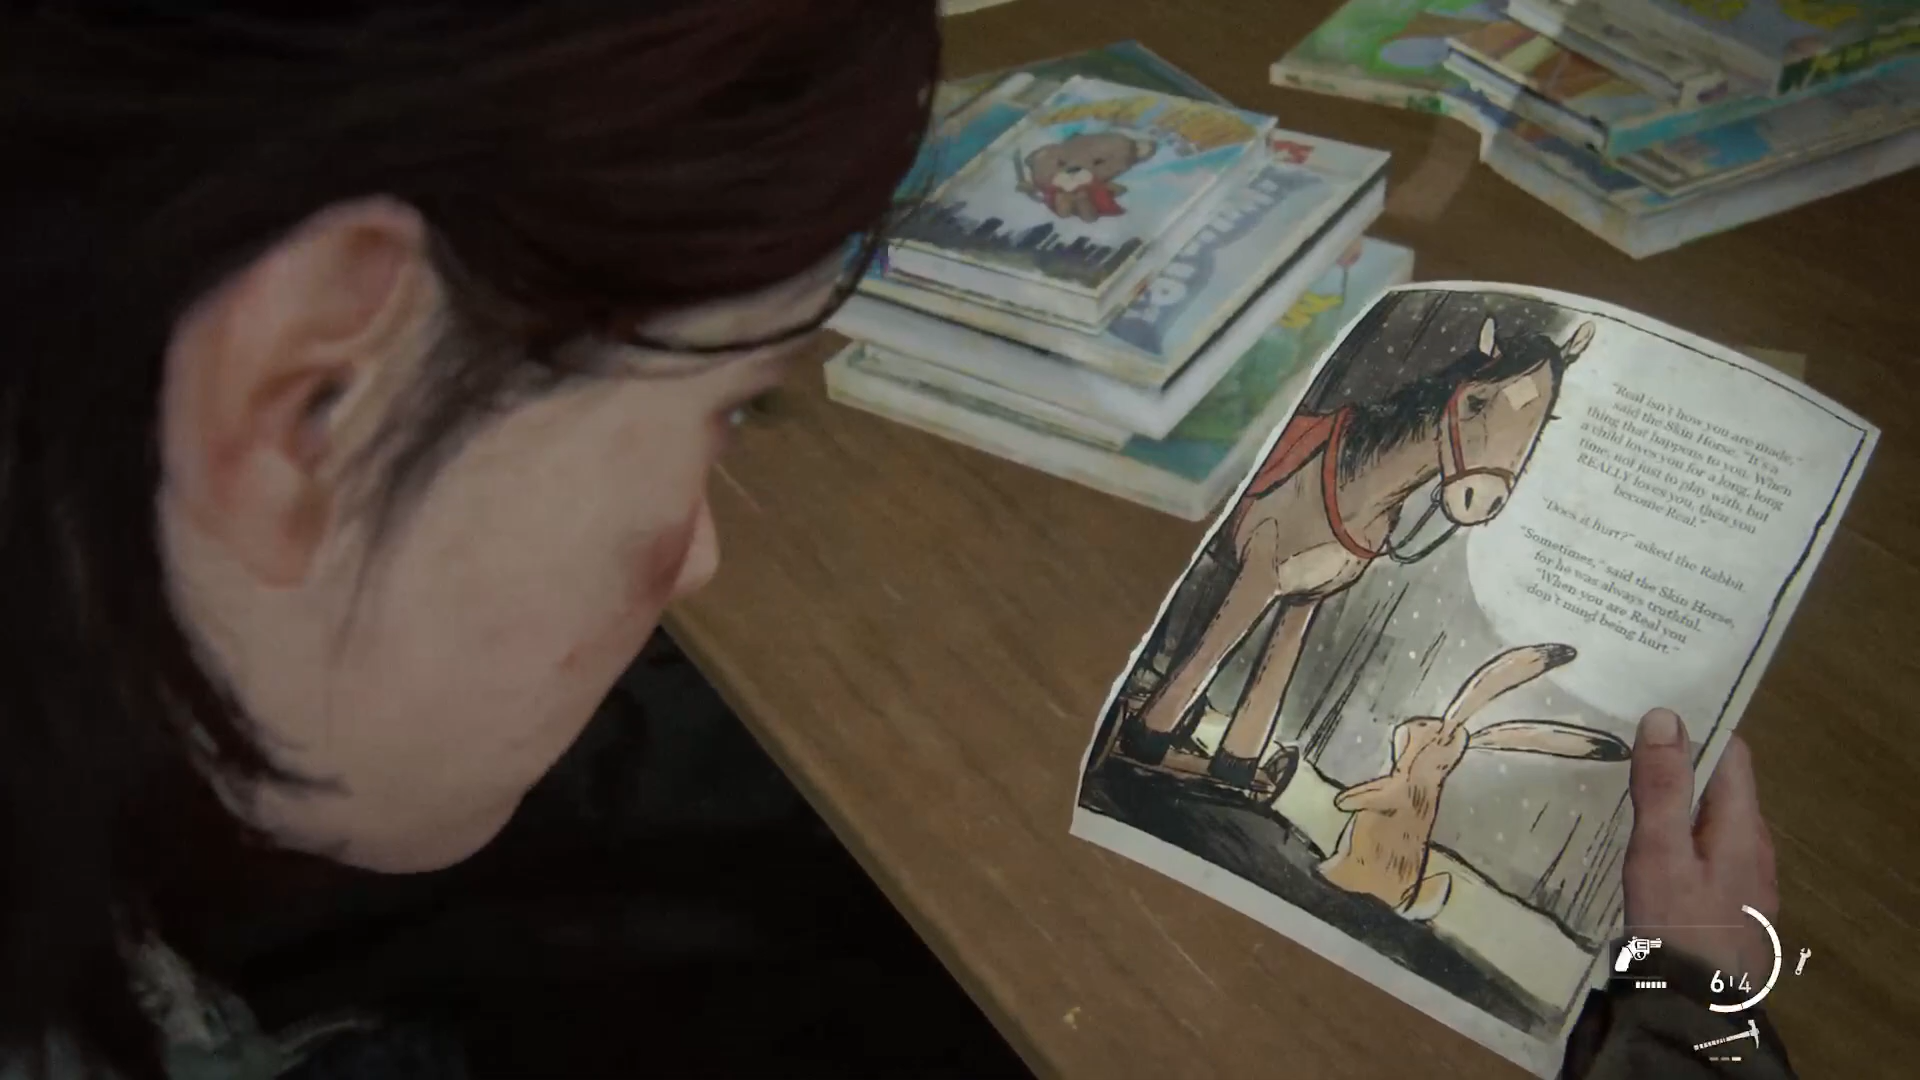 "Real isn't how you are made,"
said the Skin Horse. "It's a
thing that happens to you. When
a child loves you for a long, long
time, not just to play with, but
REALLY loves you, then you
become Real."
"Does it hurt?" asked the Rabbit.
"Sometimes," said the Skin Horse,
for he was always truthful.
"When you are Real you
don't mind being hurt."
6 4